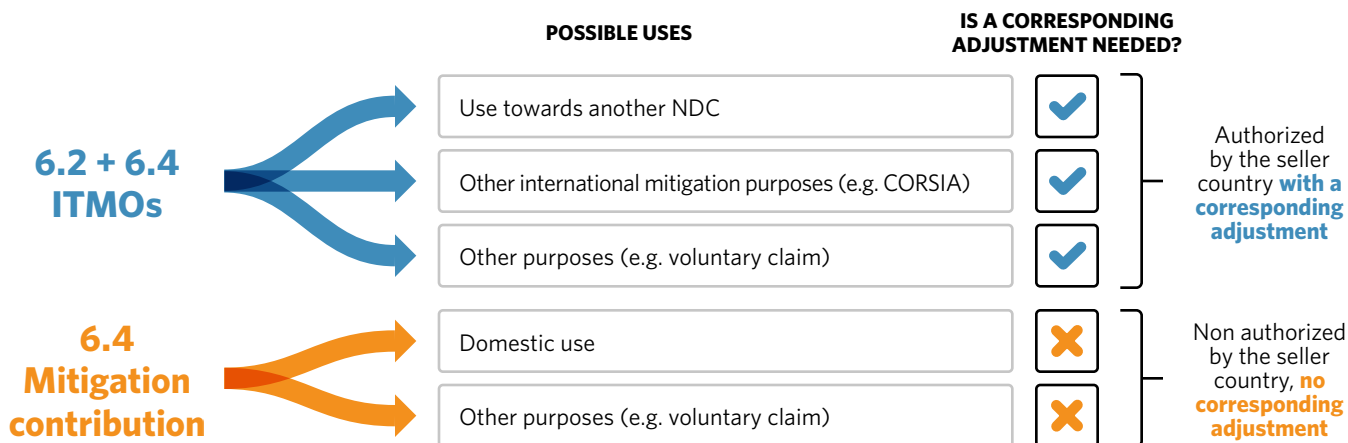 POSSIBLE USES
IS A CORRESPONDING
ADJUSTMENT NEEDED?
6.2 + 6.4
ITMOs
Use towards another NDC
Other international mitigation purposes (e.g. CORSIA)
Other purposes (e.g. voluntary claim)
Authorized
by the seller
country with a
corresponding
adjustment
6.4
Mitigation
contribution
Domestic use
Other purposes (e.g. voluntary claim)
Non authorized
by the seller
country, no
corresponding
adjustment